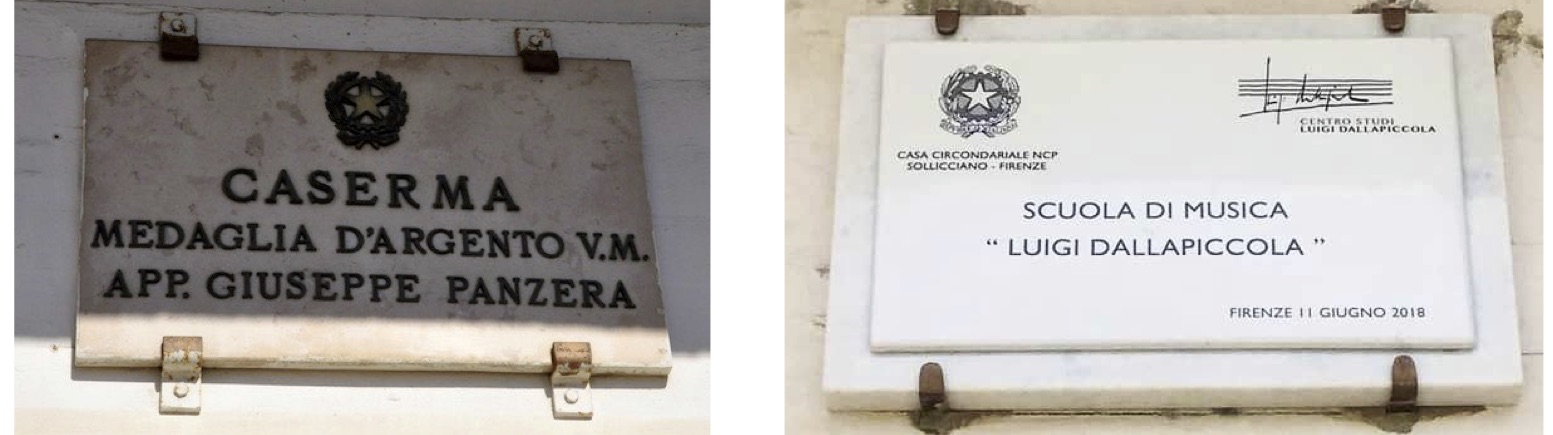 CASERMA
MEDAGLIA D'ARGENTO V.M.
APP. GIUSEPPE PANZERA
CENTRO STUDI
LUIGI DALLAPICCOLA
CASA CIRCONDARIALE NCP
SOLLICCIANO - FIRENZE
SCUOLA DI MUSICA
“ LUIGI DALLAPICCOLA ”
FIRENZE 11 GIUGNO 2018